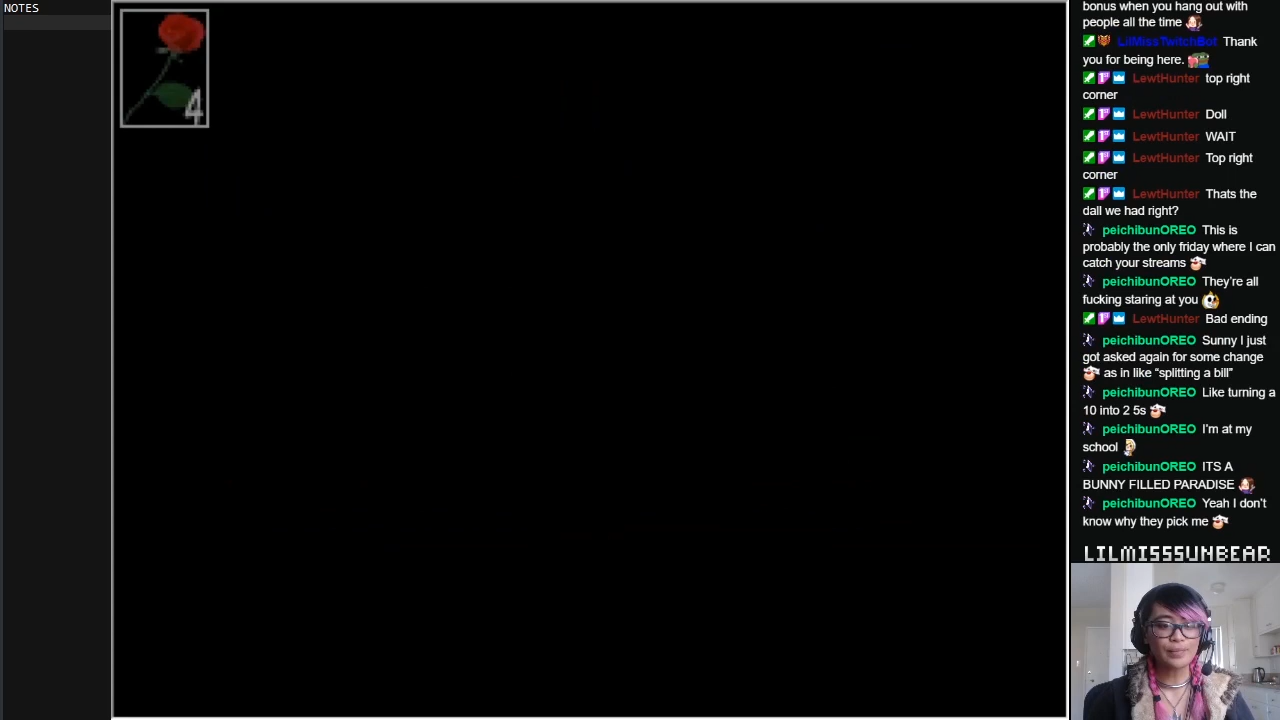 NOTES
4
bonus when you hang out with
people all the time
LilMissTwitchBot Thank
you for being here.
LewtHunter top right
corner
LewtHunter Doll
LewtHunter WAIT
LewtHunter Top right
corner
LewtHunter Thats the
dall we had right?
peichibunOREO This is
probably the only friday where I can
catch your streams
peichibunOREO They're all
fucking staring at you
LewtHunter Bad ending
peichibunOREO Sunny I just
got asked again for some change
as in like “splitting a bill”
peichibunOREO Like turning a
10 into 2 5s
peichibunOREO I'm at my
school
peichibunOREO ITS A
BUNNY FILLED PARADISE
peichibunOREO Yeah I don't
know why they pick me
LILMISSSUNBEAR